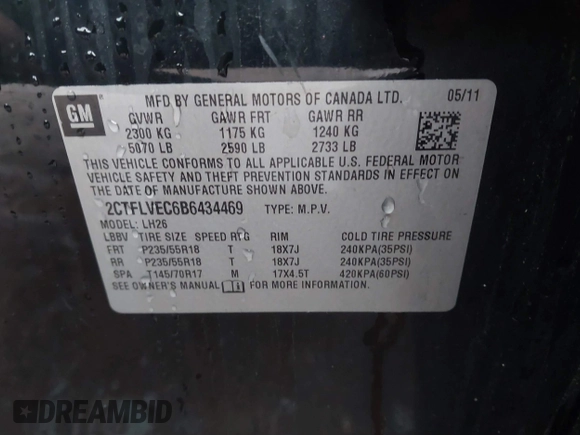 GM
MFD BY GENERAL MOTORS OF CANADA LTD. 05/11
GVWR GAWR FRT GAWR RR
2300 KG 1175 KG 1240 KG
5070 LB 2590 LB 2733 LB
THIS VEHICLE CONFORMS TO ALL APPLICABLE U.S. FEDERAL MOTOR
VEHICLE SAFETY AND THEFT PREVENTION STANDARDS IN EFFECT ON
THE DATE OF MANUFACTURE SHOWN ABOVE.
2CTFLVEC6B6434469 TYPE: M.P.V.
MODEL: LH26
LBBV TIRE SIZE SPEED RTG RIM COLD TIRE PRESSURE
FRT P235/55R18 T 18X7J 240KPA(35PSI)
RR P235/55R18 T 18X7J 240KPA(35PSI)
SPA T145/70R17 M 17X4.5T 420KPA(60PSI)
SEE OWNER'S MANUAL FOR MORE INFORMATION.
DREAMBID